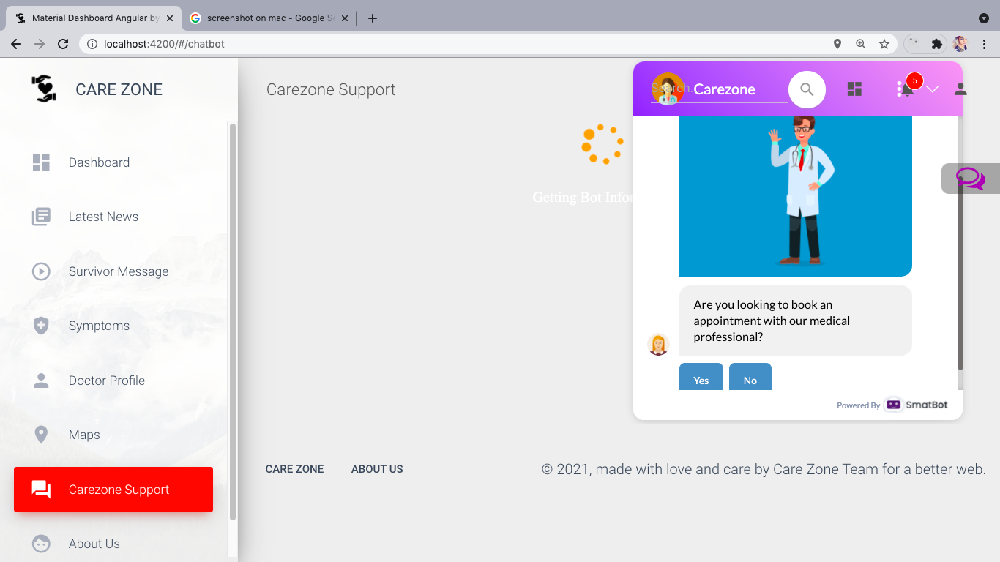 Material Dashboard Angular by
screenshot on mac - Google S
localhost:4200/#/chatbot
CARE ZONE
Carezone Support
Search...
Carezone
5
Dashboard
Latest News
Survivor Message
Symptoms
Doctor Profile
Maps
Carezone Support
About Us
Getting Bot Infor
Are you looking to book an
appointment with our medical
professional?
Yes
No
Powered By SmatBot
CARE ZONE
ABOUT US
© 2021, made with love and care by Care Zone Team for a better web.